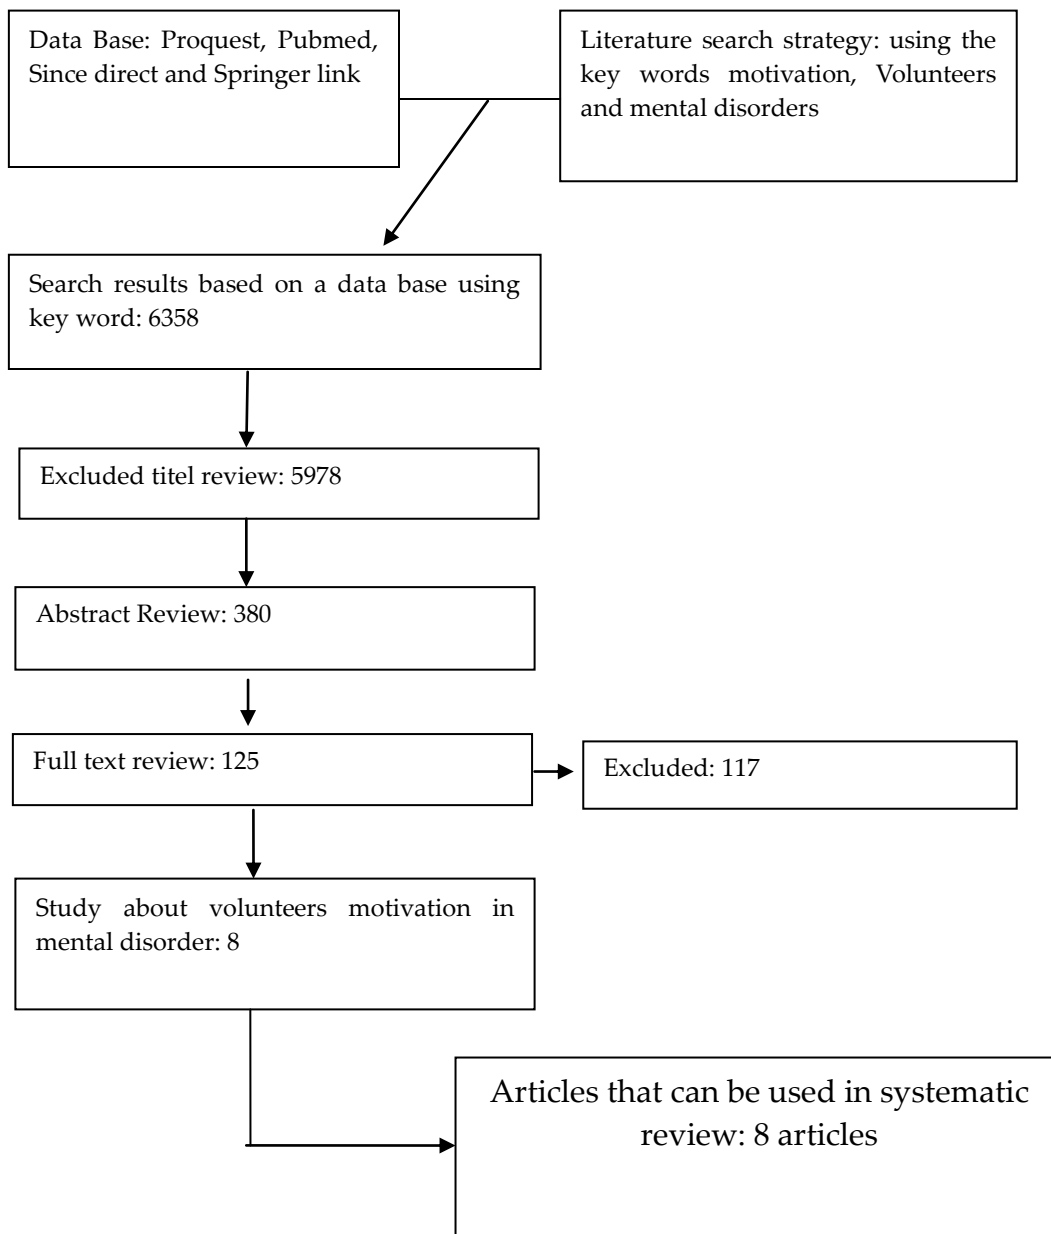 Data Base: Proquest, Pubmed,
Since direct and Springer link
Literature search strategy: using the
key words motivation, Volunteers
and mental disorders
Search results based on a data base using
key word: 6358
Excluded titel review: 5978
Abstract Review: 380
Full text review: 125
Excluded: 117
Study about volunteers motivation in
mental disorder: 8
Articles that can be used in systematic
review: 8 articles